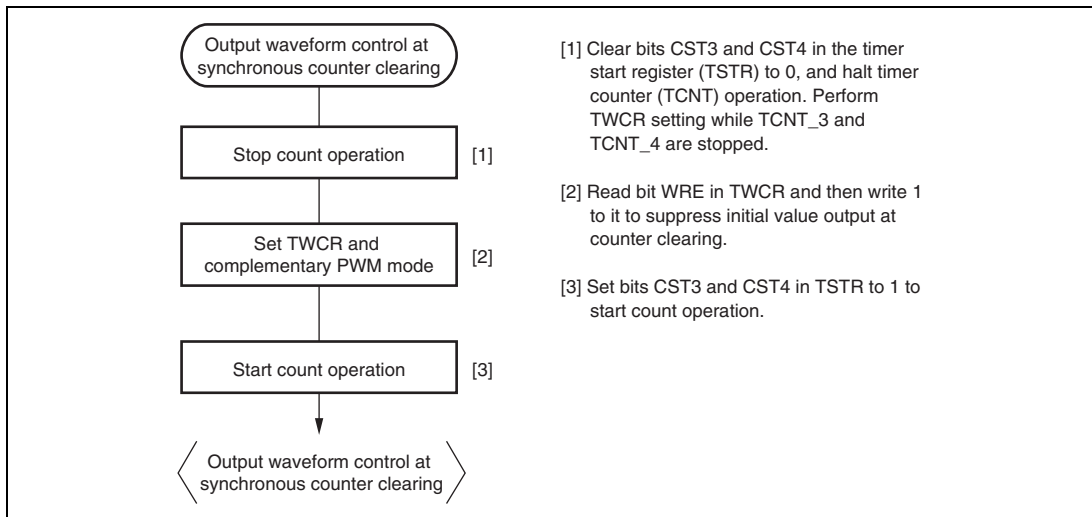 Output waveform control at
synchronous counter clearing
Stop count operation
[1]
Set TWCR and
complementary PWM mode
[2]
Start count operation
[3]
Output waveform control at
synchronous counter clearing
[1] Clear bits CST3 and CST4 in the timer
start register (TSTR) to 0, and halt timer
counter (TCNT) operation. Perform
TWCR setting while TCNT_3 and
TCNT_4 are stopped.
[2] Read bit WRE in TWCR and then write 1
to it to suppress initial value output at
counter clearing.
[3] Set bits CST3 and CST4 in TSTR to 1 to
start count operation.